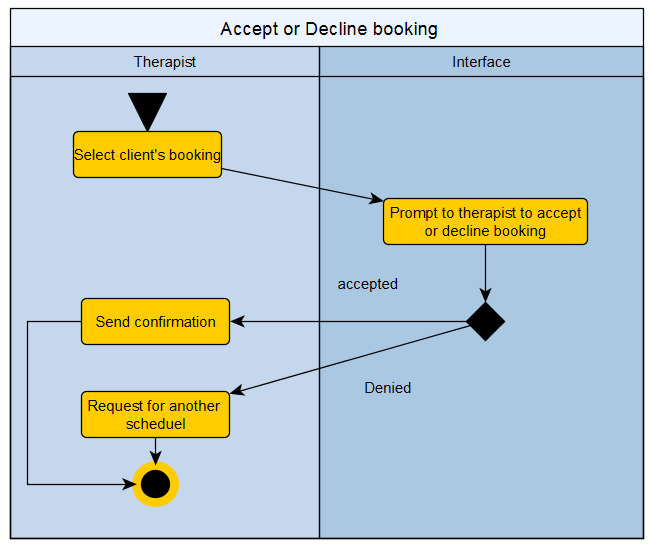 Accept or Decline booking
Therapist
Interface
Select client's booking
Prompt to therapist to accept
or decline booking
accepted
Send confirmation
Denied
Request for another
scheduel